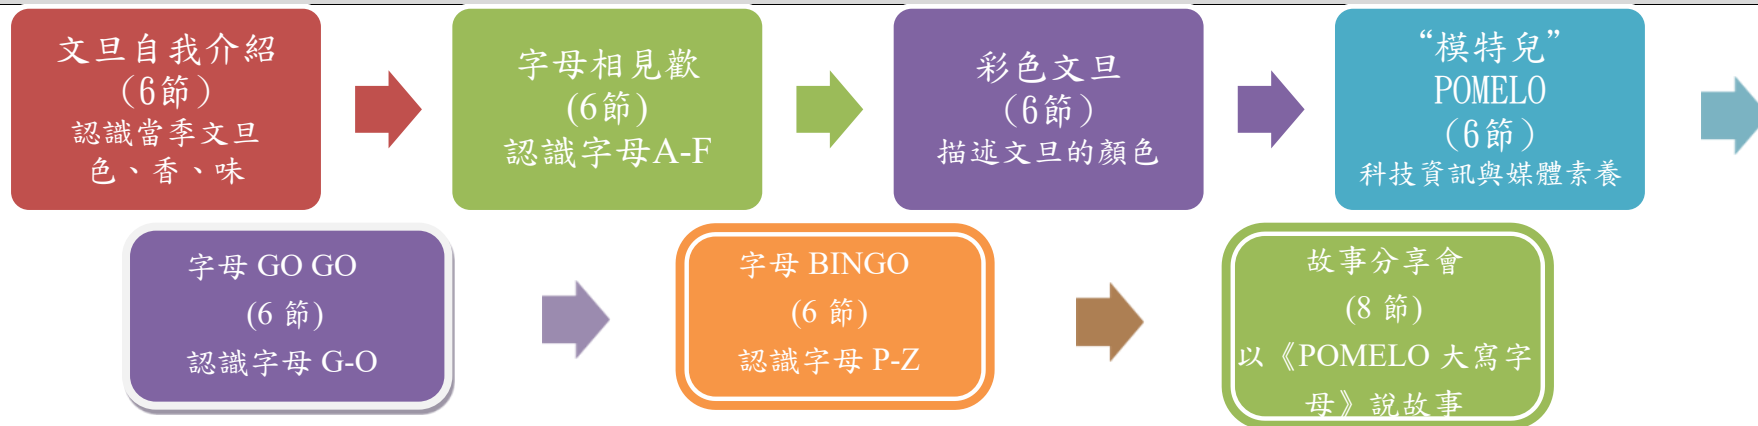 文旦自我介紹
（6節）
認識當季文旦
色、香、味
字母相見歡
(6節)
認識字母A-F
彩色文旦
（6節）
描述文旦的顏色
“模特兒”
POMELO
（6節）
科技資訊與媒體素養
字母 GO GO
(6 節)
認識字母 G-O
字母 BINGO
(6 節)
認識字母 P-Z
故事分享會
(8 節)
以《POMELO 大寫字
母》說故事